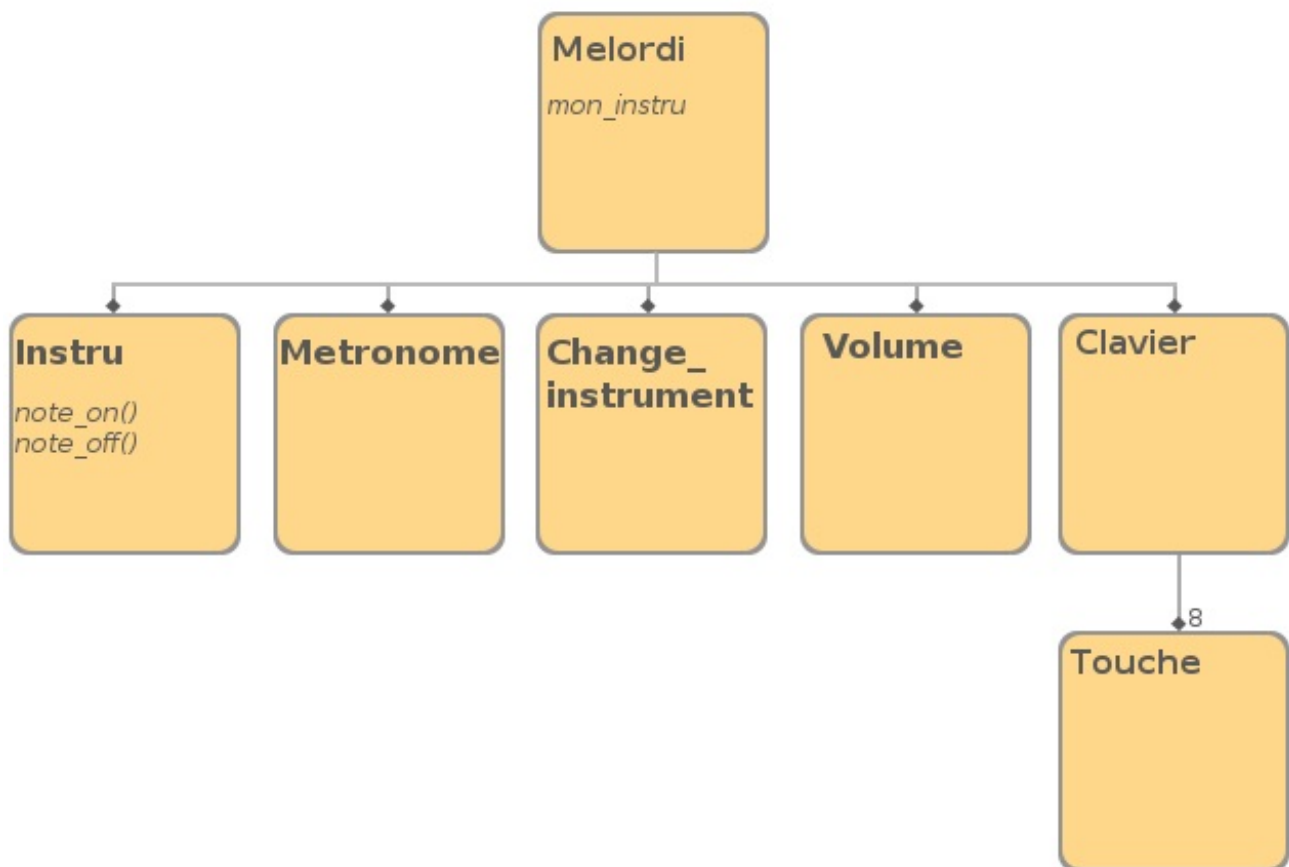 Melordi
mon_instru
Instru
note_on()
note_off()
Metronome
Change_
instrument
Volume
Clavier
8
Touche